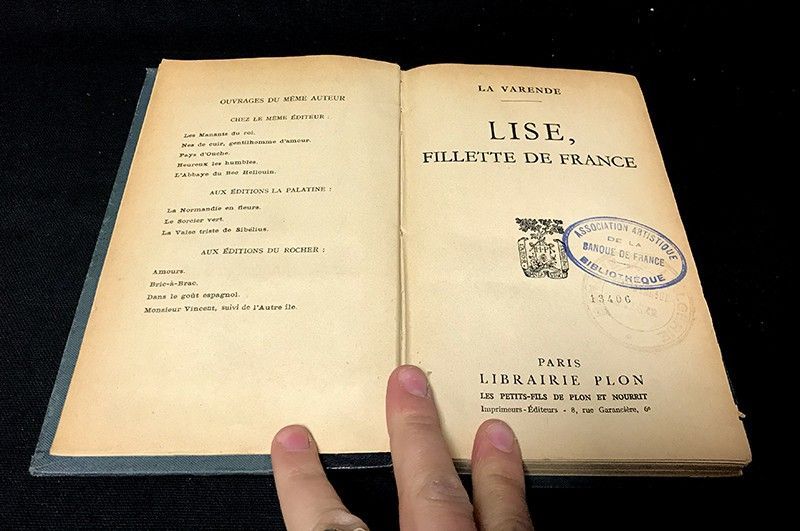 OUVRAGES DU MÊME AUTEUR
CHEZ LE MÊME ÉDITEUR :
Les Manants du roi.
Nez de cuir, gentilhomme d'amour.
Pays d'Ouche.
Heureux les humbles.
L'Abbaye du Bec Hellouin.
AUX ÉDITIONS LA PALATINE :
La Normandie en fleurs.
Le Sorcier vert.
La Valse triste de Sibélius.
AUX ÉDITIONS DU ROCHER :
Amours.
Bric-à-Brac.
Dans le goût espagnol.
Monsieur Vincent, suivi de l'Autre île.
LA VARENDE
LISE,
FILLETTE DE FRANCE
ASSOCIATION ARTISTIQUE
DE LA
BANQUE DE FRANCE
BIBLIOTHÈQUE
13406
PARIS
LIBRAIRIE PLON
LES PETITS-FILS DE PLON ET NOURRIT
Imprimeurs-Éditeurs - 8, rue Garancière, 6e